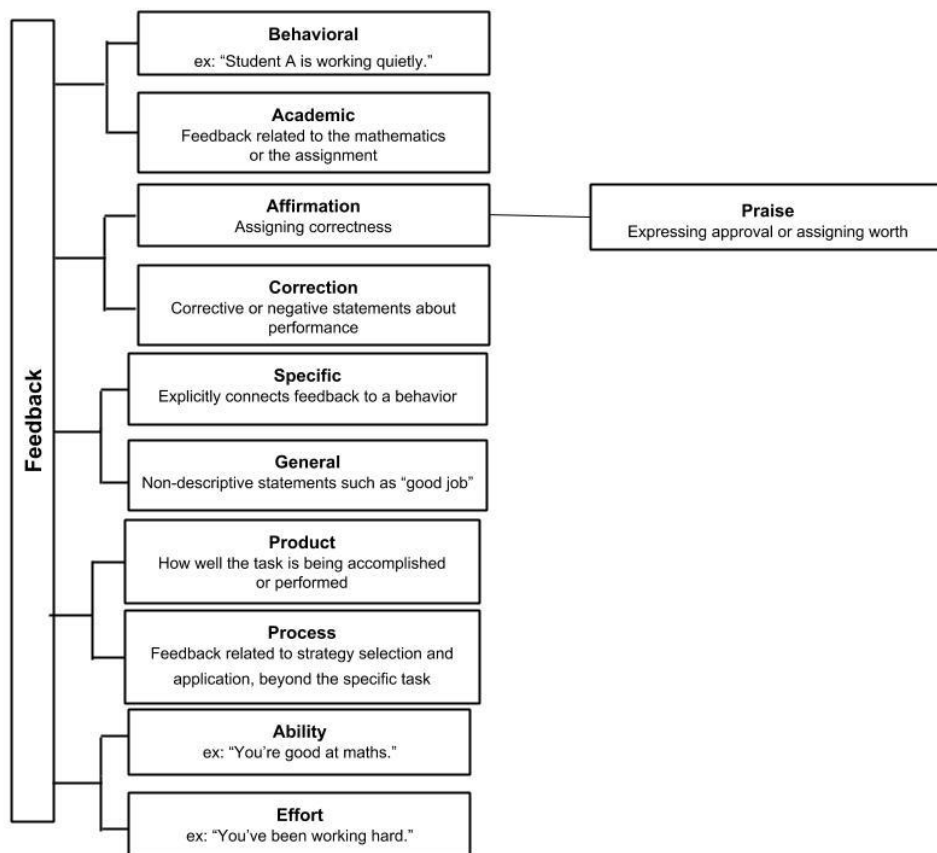 Feedback
Behavioral
ex: “Student A is working quietly.”
Academic
Feedback related to the mathematics
or the assignment
Affirmation
Assigning correctness
Praise
Expressing approval or assigning worth
Correction
Corrective or negative statements about
performance
Specific
Explicitly connects feedback to a behavior
General
Non-descriptive statements such as “good job”
Product
How well the task is being accomplished
or performed
Process
Feedback related to strategy selection and
application, beyond the specific task
Ability
ex: “You’re good at maths.”
Effort
ex: “You’ve been working hard.”